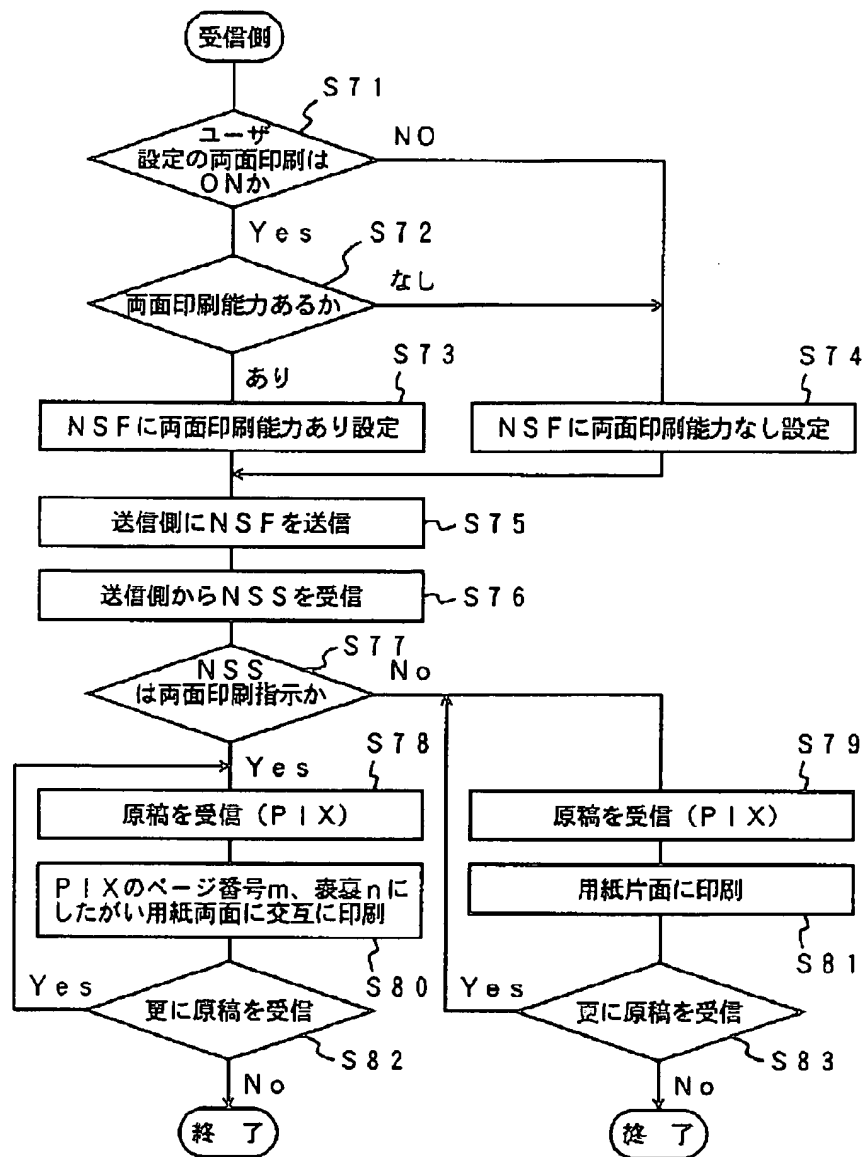 受信側
S71
ユーザ
設定の両面印刷は
ONか
NO
Yes
S72
両面印刷能力あるか
なし
あり
S73
NSFに両面印刷能力あり設定
S74
NSFに両面印刷能力なし設定
送信側にNSFを送信
S75
送信側からNSSを受信
S76
S77
NSS
は両面印刷指示か
No
Yes
S78
原稿を受信(PIX)
PIXのページ番号m、表裏nに
したがい用紙両面に交互に印刷
S80
Yes
更に原稿を受信
S82
No
終 了
S79
原稿を受信(PIX)
用紙片面に印刷
S81
Yes
更に原稿を受信
S83
No
終 了